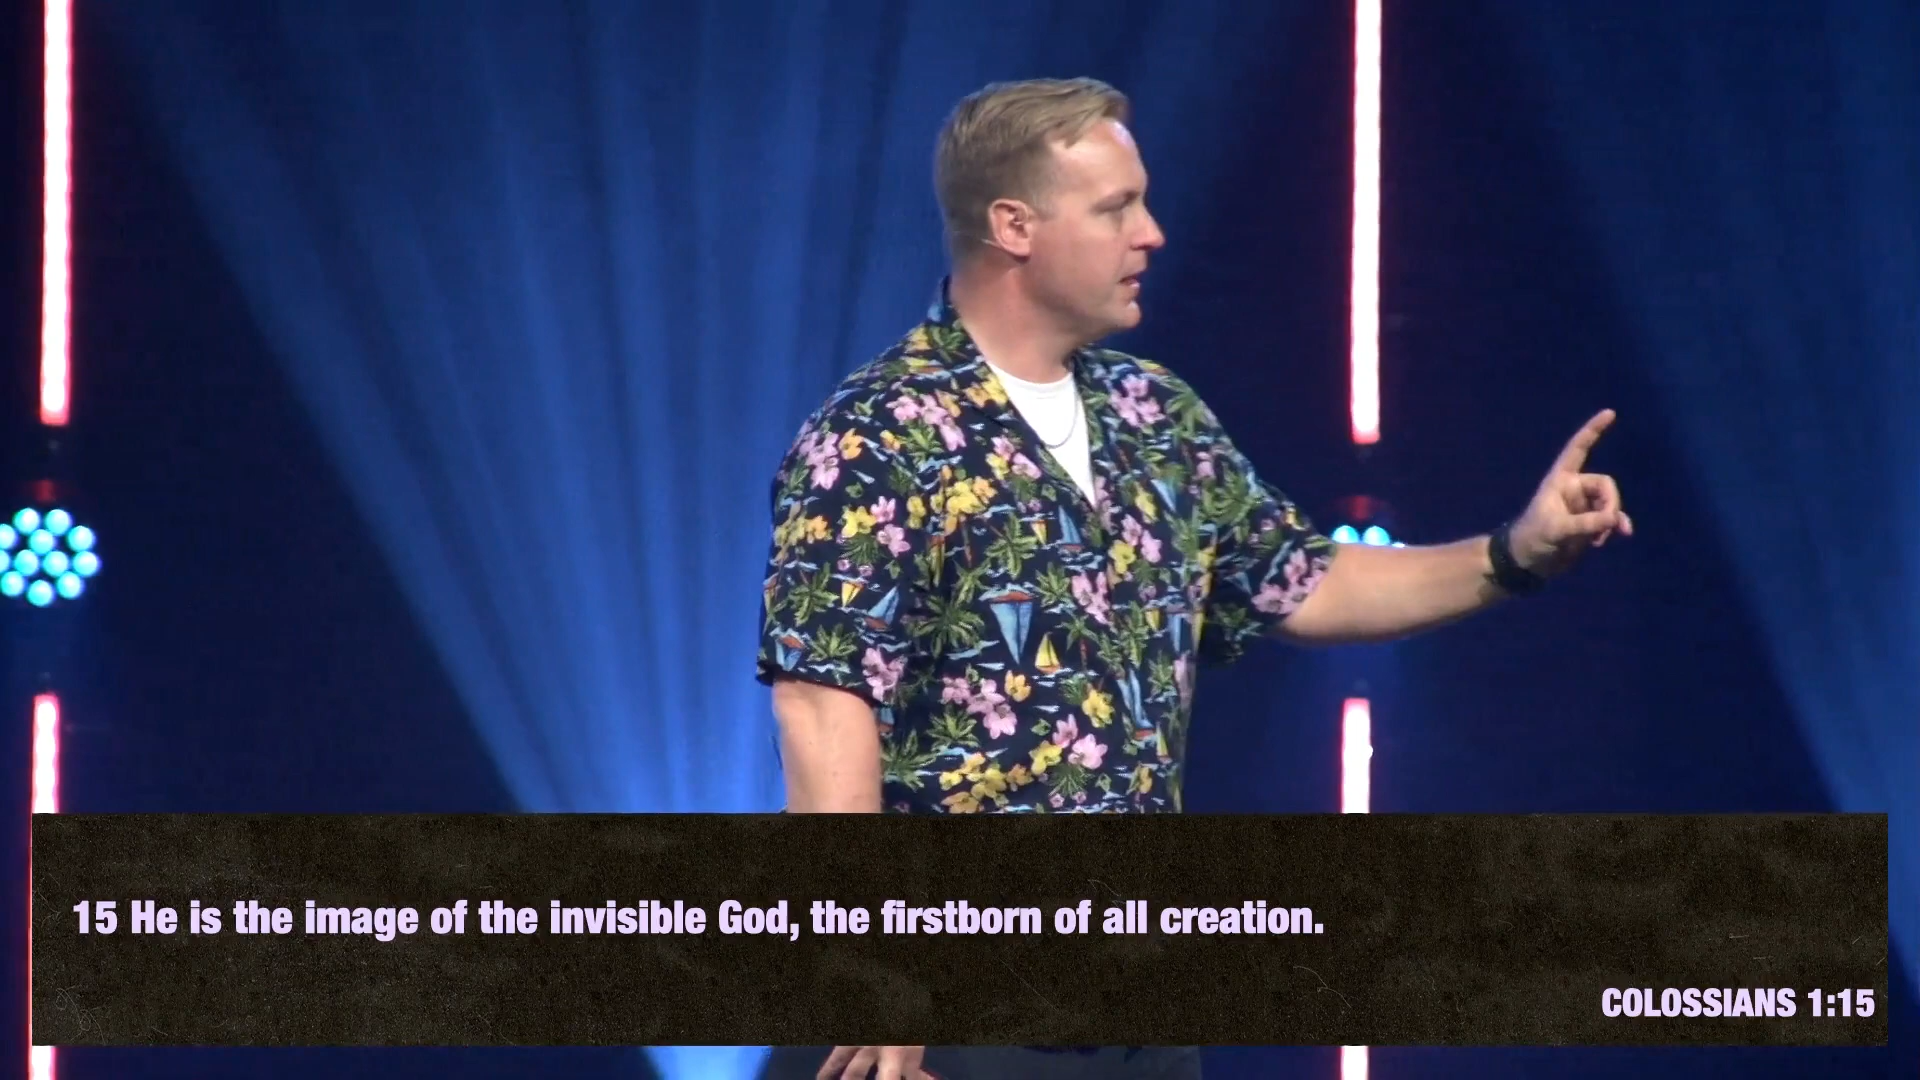 15 He is the image of the invisible God, the firstborn of all creation.
COLOSSIANS 1:15